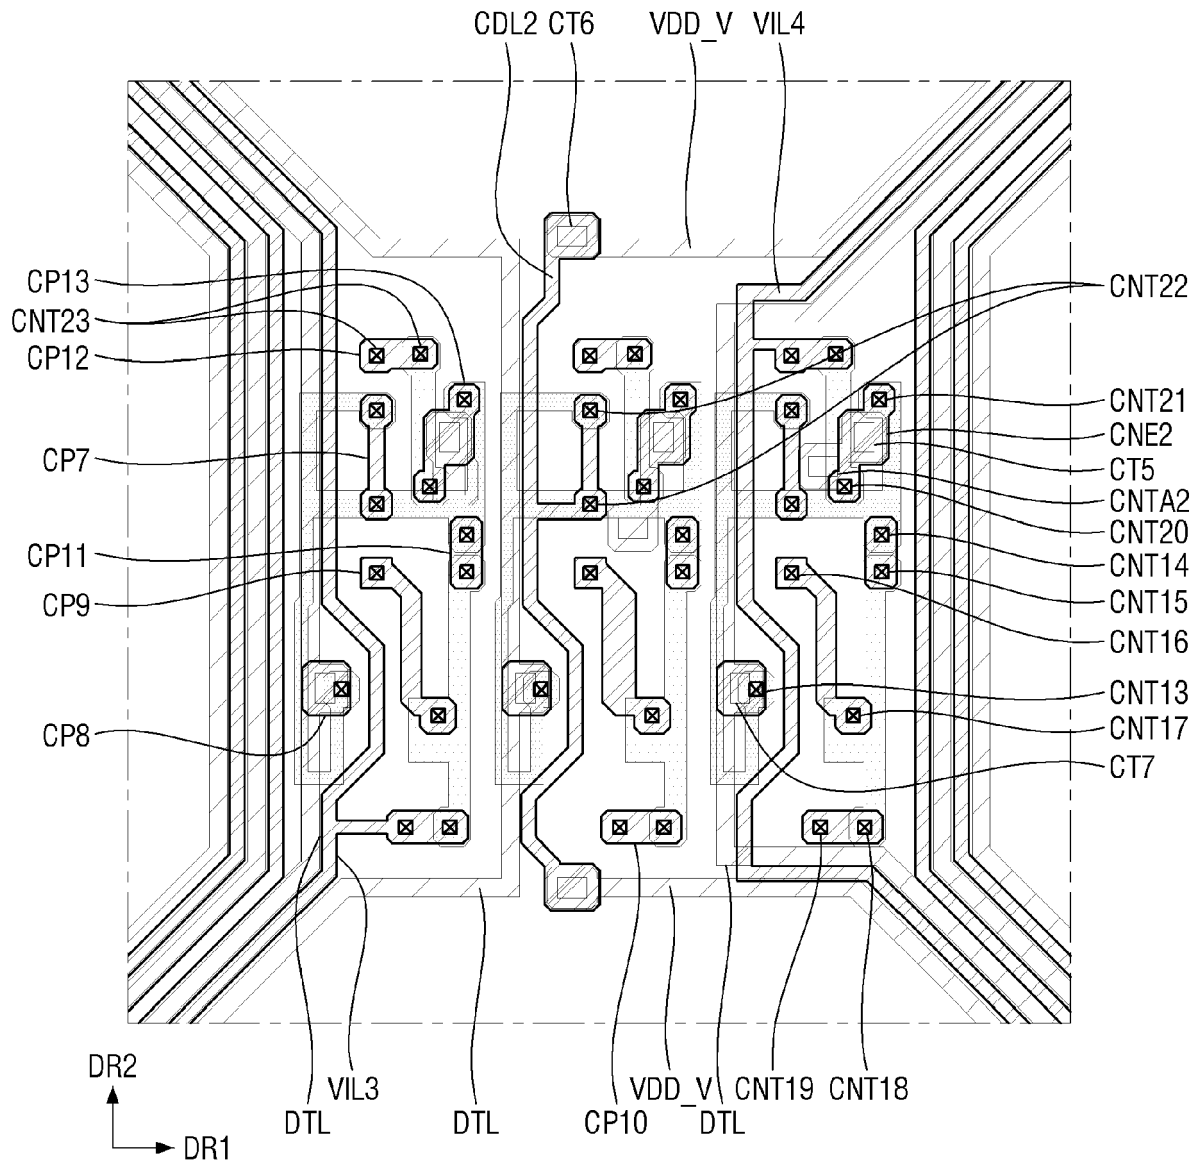 CDL2 CT6 VDD_V VIL4
CP13
CNT23
CP12
CP7
CP11
CP9
CP8
CNT22
CNT21
CNE2
CT5
CNTA2
CNT20
CNT14
CNT15
CNT16
CNT13
CNT17
CT7
DR2
DR1
VIL3 VDD_V CNT19 CNT18
DTL DTL CP10 DTL